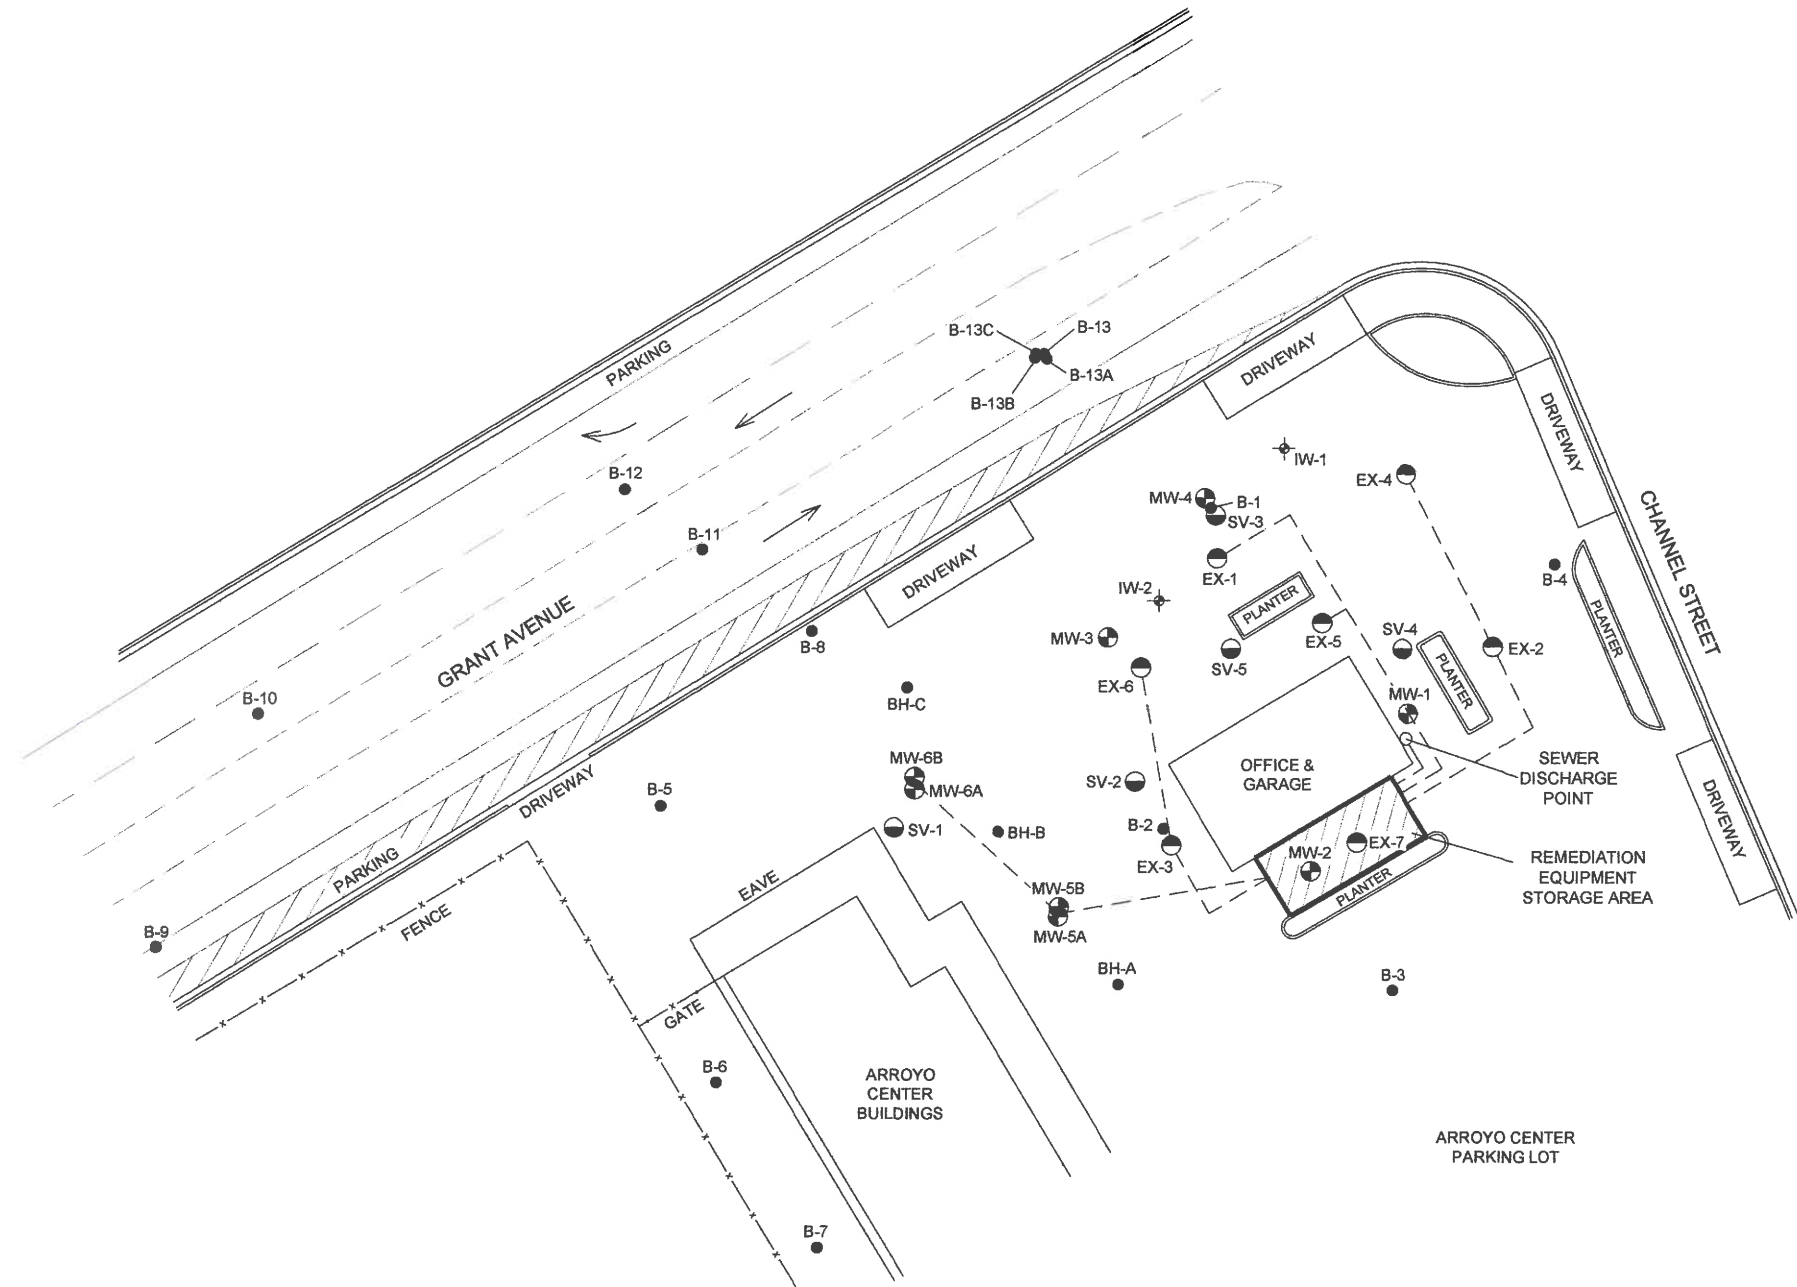 PARKING
B-13C
B-13
B-13A
B-13B
DRIVEWAY
DRIVEWAY
IW-1
EX-4
B-12
MW-4
B-1
SV-3
CHANNEL STREET
B-11
EX-1
DRIVEWAY
IW-2
B-4
PLANTER
PLANTER
GRANT AVENUE
B-8
MW-3
EX-5
SV-4
SV-5
EX-2
EX-6
PLANTER
B-10
BH-C
MW-1
MW-6B
MW-6A
SV-2
OFFICE &
GARAGE
SEWER
DISCHARGE
POINT
DRIVEWAY
DRIVEWAY
B-5
SV-1
BH-B
B-2
EX-3
MW-2
EX-7
PLANTER
REMEDIATION
EQUIPMENT
STORAGE AREA
PARKING
EAVE
MW-5B
MW-5A
FENCE
B-9
BH-A
B-3
GATE
B-6
ARROYO
CENTER
BUILDINGS
ARROYO CENTER
PARKING LOT
B-7